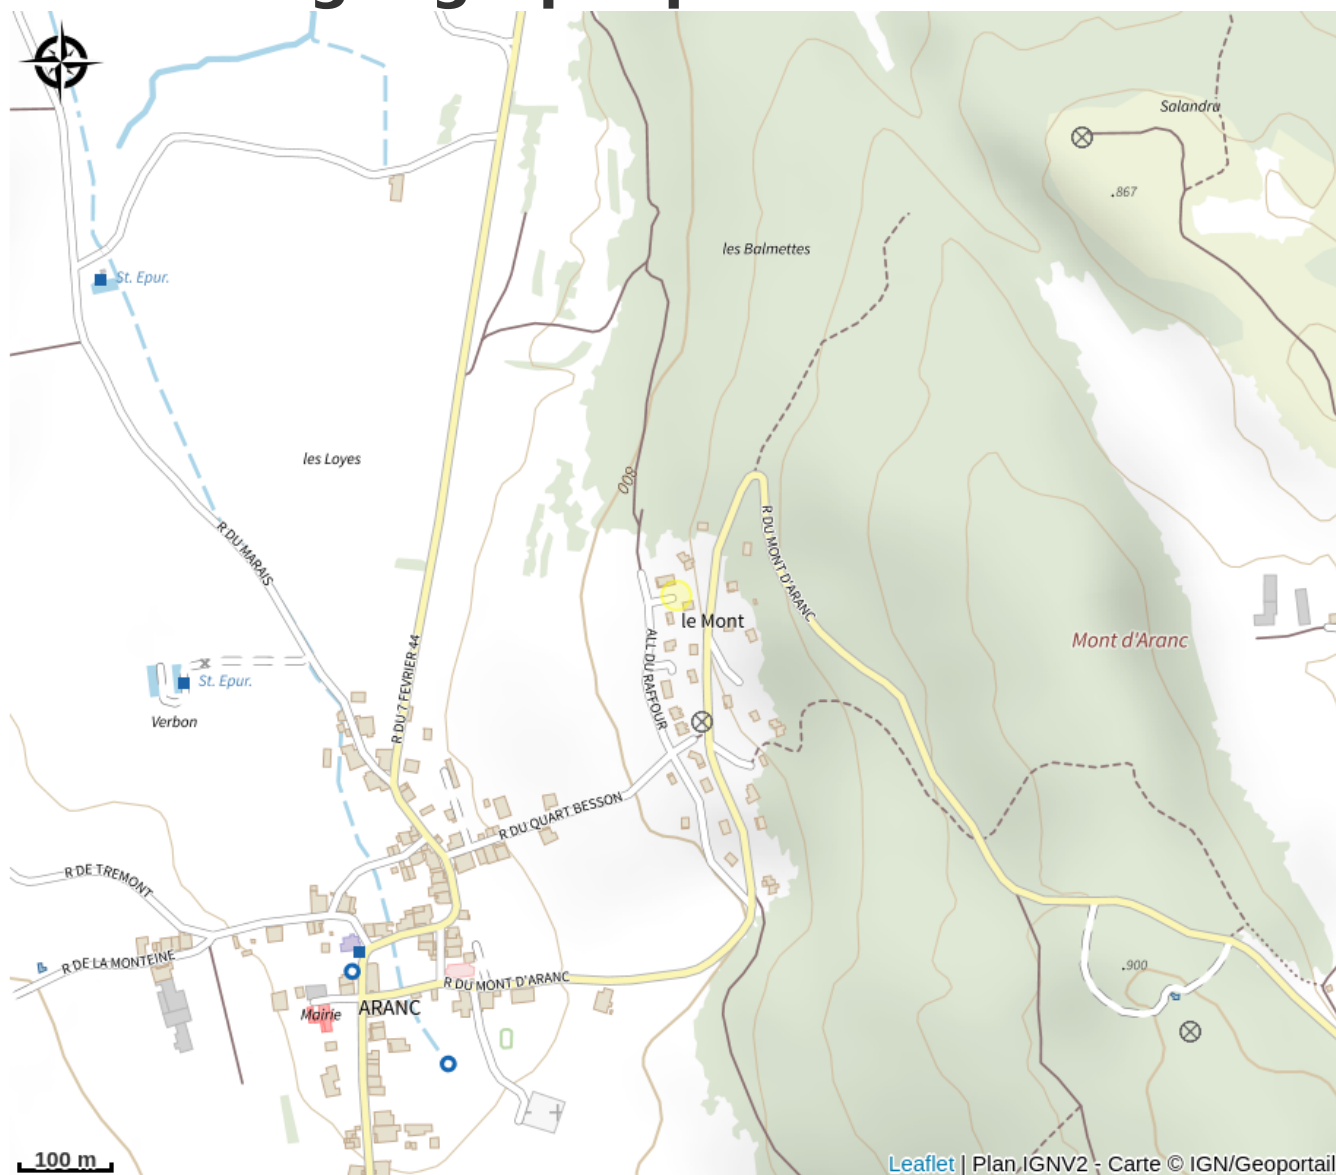 Salandru
.867
les Balmettes
St. Epur.
les Loyes
008
R DU MARAIS
R DU MONT D'ARANC
le Mont
Mont d'Aranc
ALL DU RAFFOUR
R DU 7 FEVRIER 44
St. Epur.
Verbon
R DU QUART BESSON
R DE TREMONT
R DE LA MONTEINE
.900
R DU MONT D'ARANC
ARANC
Mairie
100 m
Leaflet | Plan IGNV2 - Carte © IGN/Geoportail